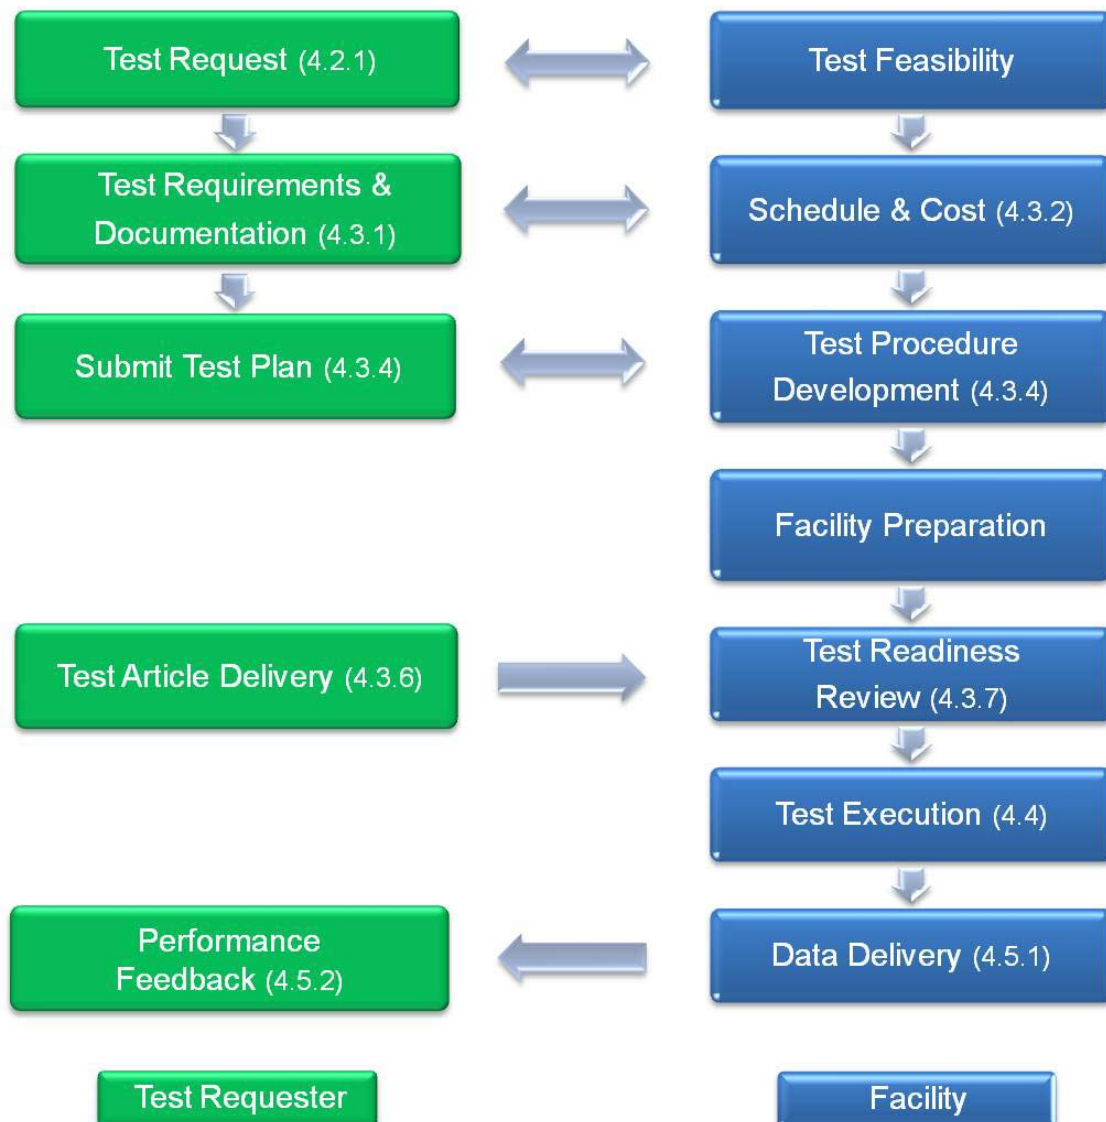 Test Request (4.2.1)
Test Feasibility
Test Requirements &
Documentation (4.3.1)
Schedule & Cost (4.3.2)
Submit Test Plan (4.3.4)
Test Procedure
Development (4.3.4)
Facility Preparation
Test Article Delivery (4.3.6)
Test Readiness
Review (4.3.7)
Test Execution (4.4)
Performance
Feedback (4.5.2)
Data Delivery (4.5.1)
Test Requester
Facility